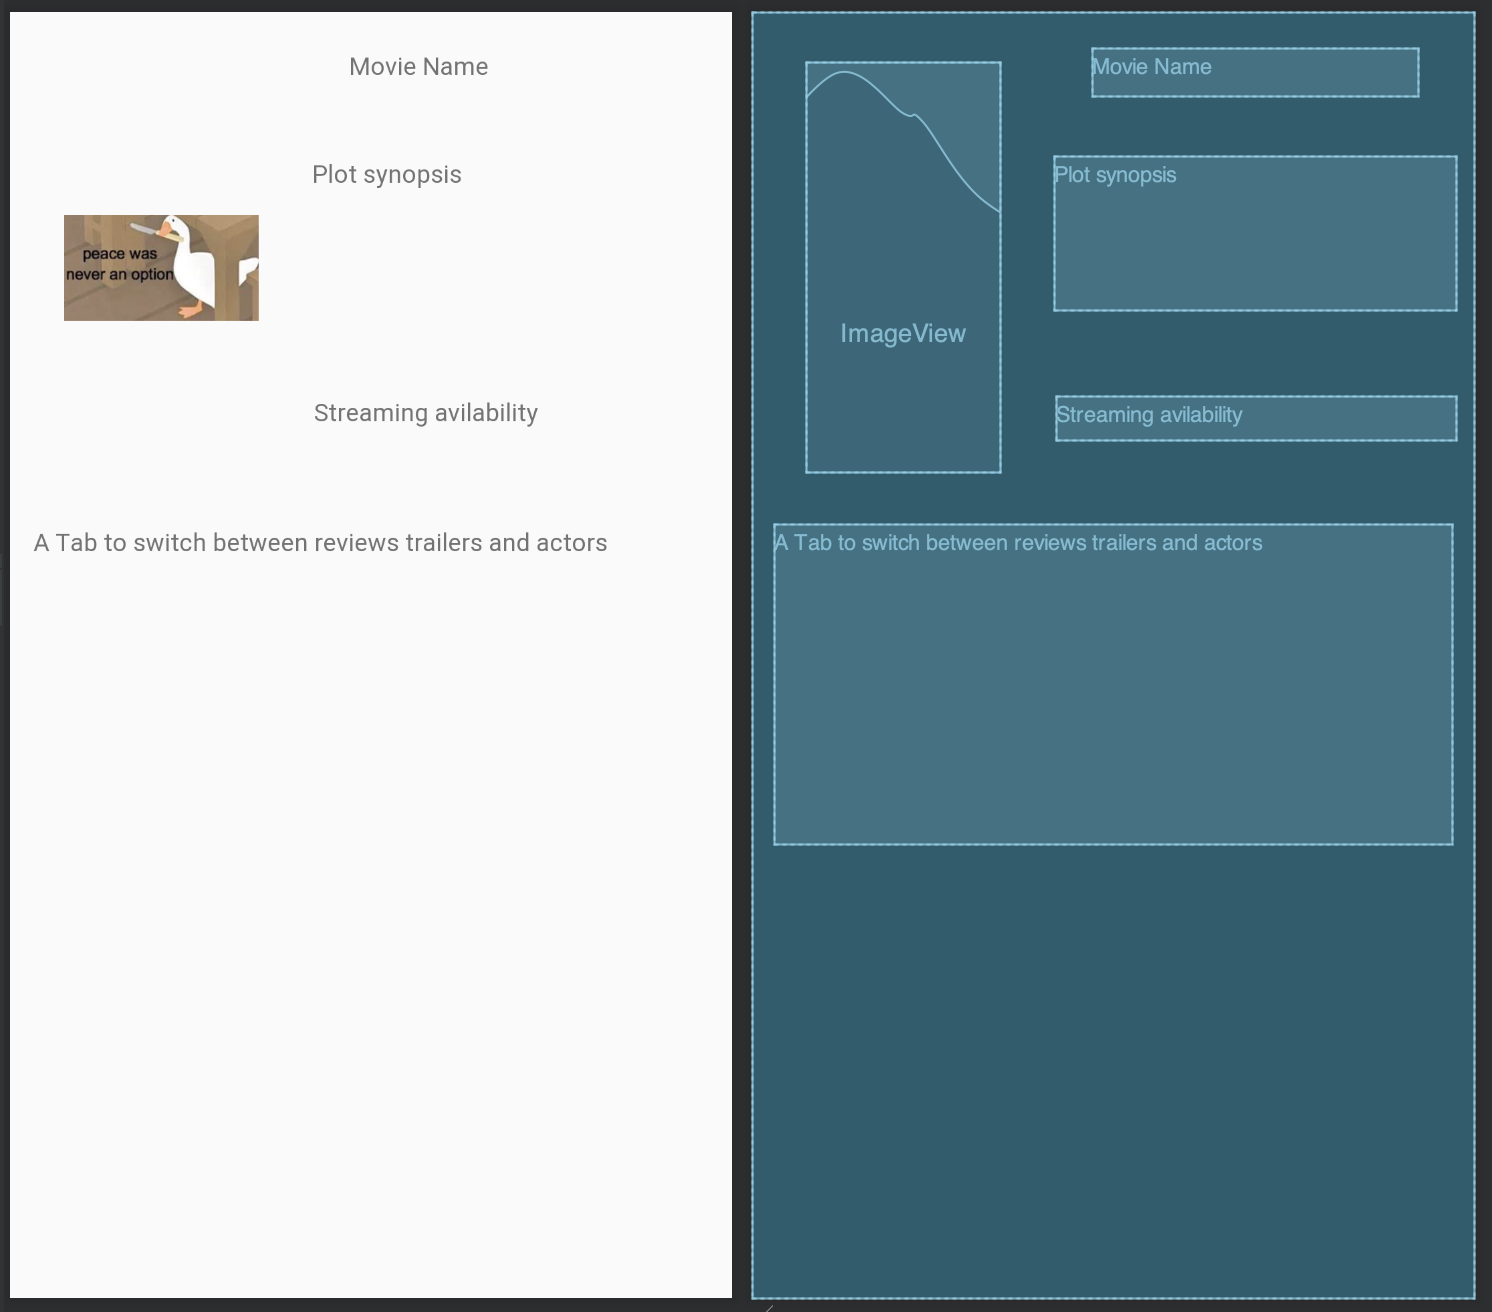 Movie Name
Plot synopsis
peace was
never an option
Streaming avilability
A Tab to switch between reviews trailers and actors
Movie Name
Plot synopsis
ImageView
Streaming avilability
A Tab to switch between reviews trailers and actors